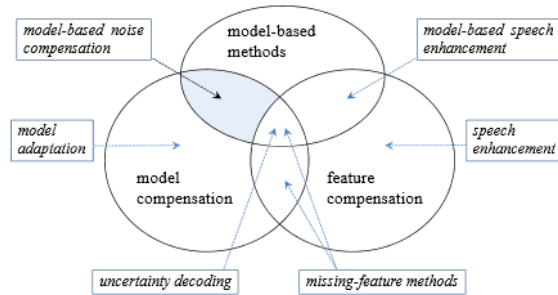 model-based noise
compensation
model-based
methods
model-based speech
enhancement
model
adaptation
speech
enhancement
model
compensation
feature
compensation
uncertainty decoding
missing-feature methods